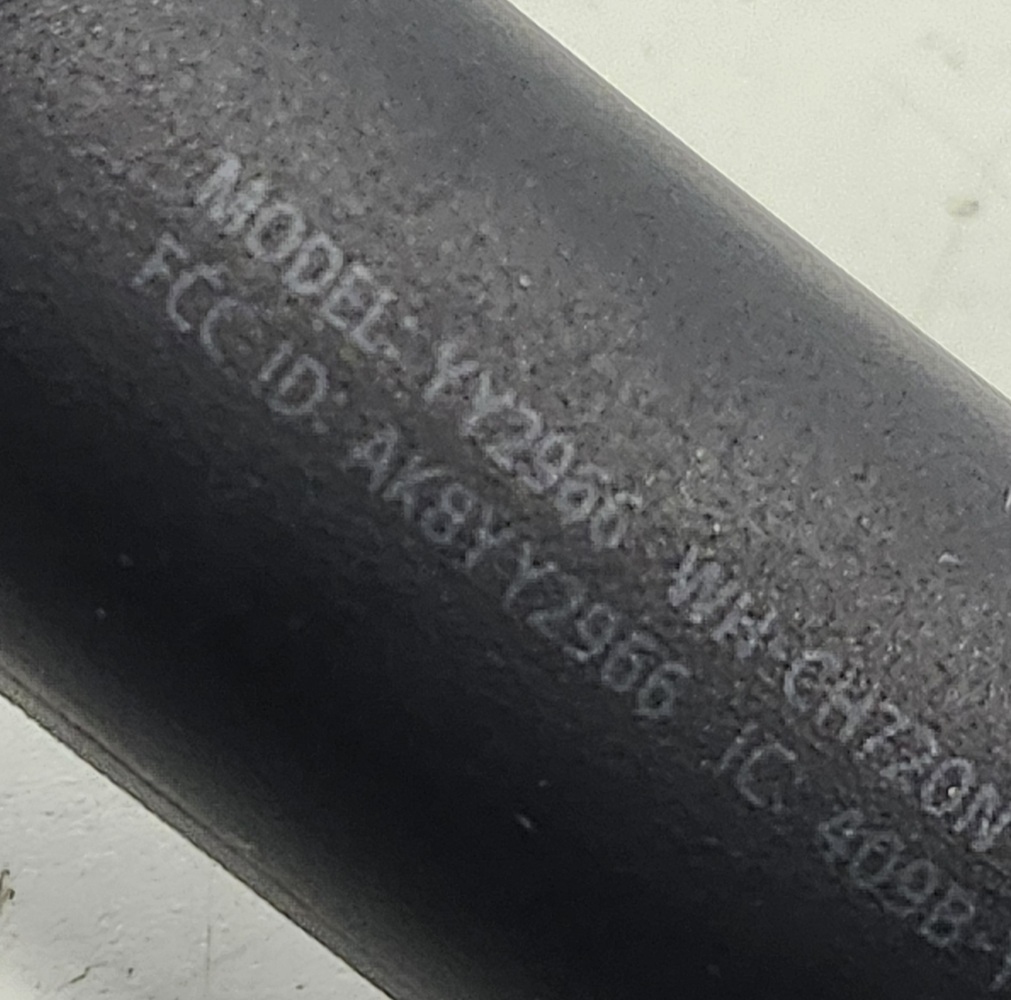 MODEL: YY2966 WH-CH720N
FCC ID: AK8YY2966 IC: 409B-